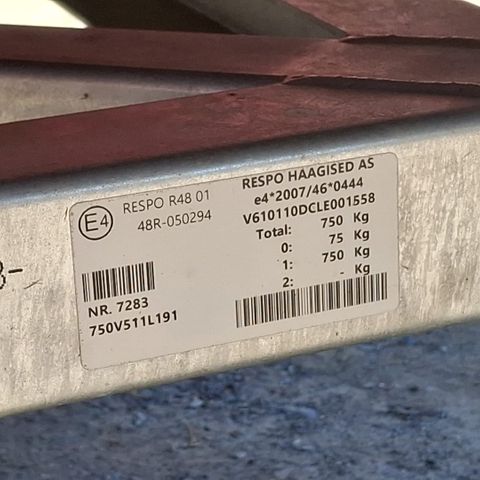 E4
RESPO R48 01
48R-050294
NR. 7283
750V511L191
RESPO HAAGISED AS
e4*2007/46*0444
V610110DCLE001558
Total: 750 Kg
0: 75 Kg
1: 750 Kg
2: - Kg